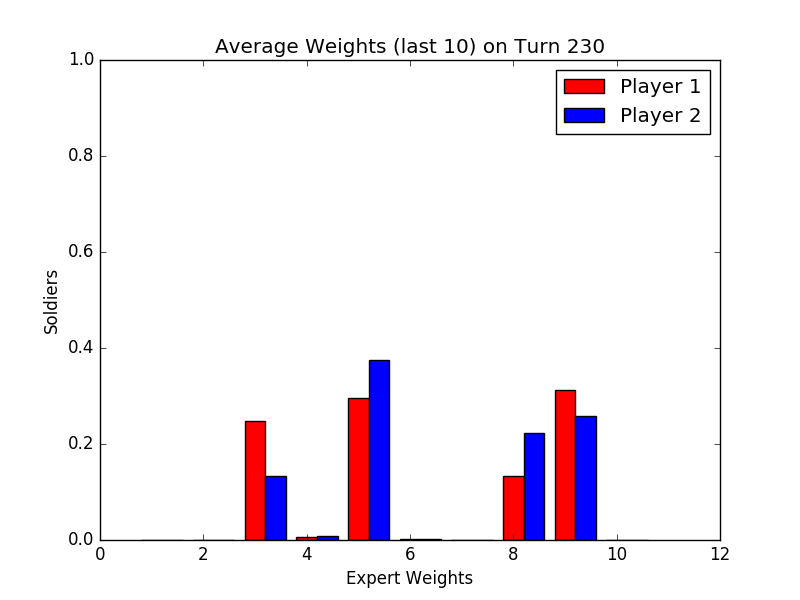 Average Weights (last 10) on Turn 230
1.0
0.8
0.6
0.4
0.2
0.0
Soldiers
Player 1
Player 2
0 2 4 6 8 10 12
Expert Weights